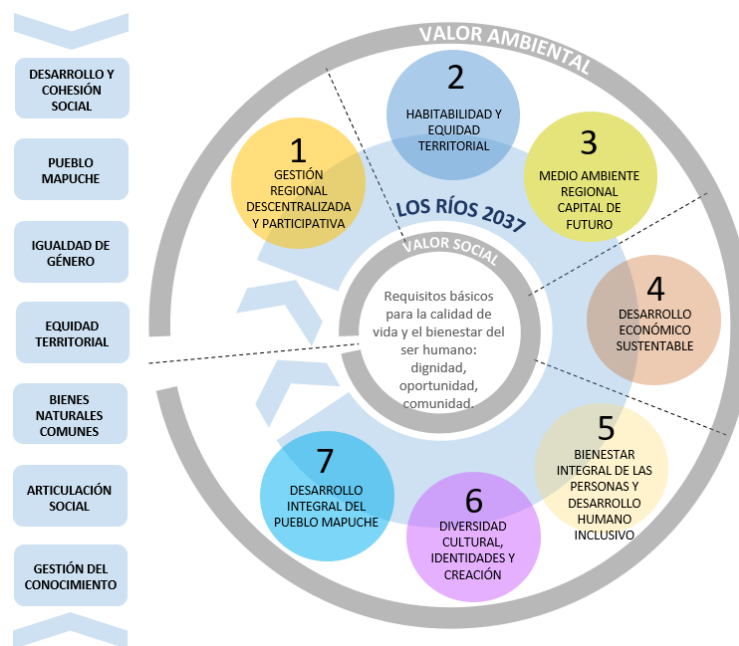 DESARROLLO Y
COHESIÓN
SOCIAL
PUEBLO
MAPUCHE
IGUALDAD DE
GÉNERO
EQUIDAD
TERRITORIAL
BIENES
NATURALES
COMUNES
ARTICULACIÓN
SOCIAL
GESTIÓN DEL
CONOCIMIENTO
VALOR AMBIENTAL
1
GESTIÓN
REGIONAL
DESCENTRALIZADA
Y PARTICIPATIVA
2
HABITABILIDAD Y
EQUIDAD
TERRITORIAL
3
MEDIO AMBIENTE
REGIONAL
CAPITAL DE
FUTURO
LOS RÍOS 2037
VALOR SOCIAL
Requisitos básicos
para la calidad de
vida y el bienestar del
ser humano:
dignidad,
oportunidad,
comunidad.
4
DESARROLLO
ECONÓMICO
SUSTENTABLE
5
BIENESTAR
INTEGRAL DE LAS
PERSONAS Y
DESARROLLO
HUMANO
INCLUSIVO
6
DIVERSIDAD
CULTURAL,
IDENTIDADES Y
CREACIÓN
7
DESARROLLO
INTEGRAL DEL
PUEBLO MAPUCHE